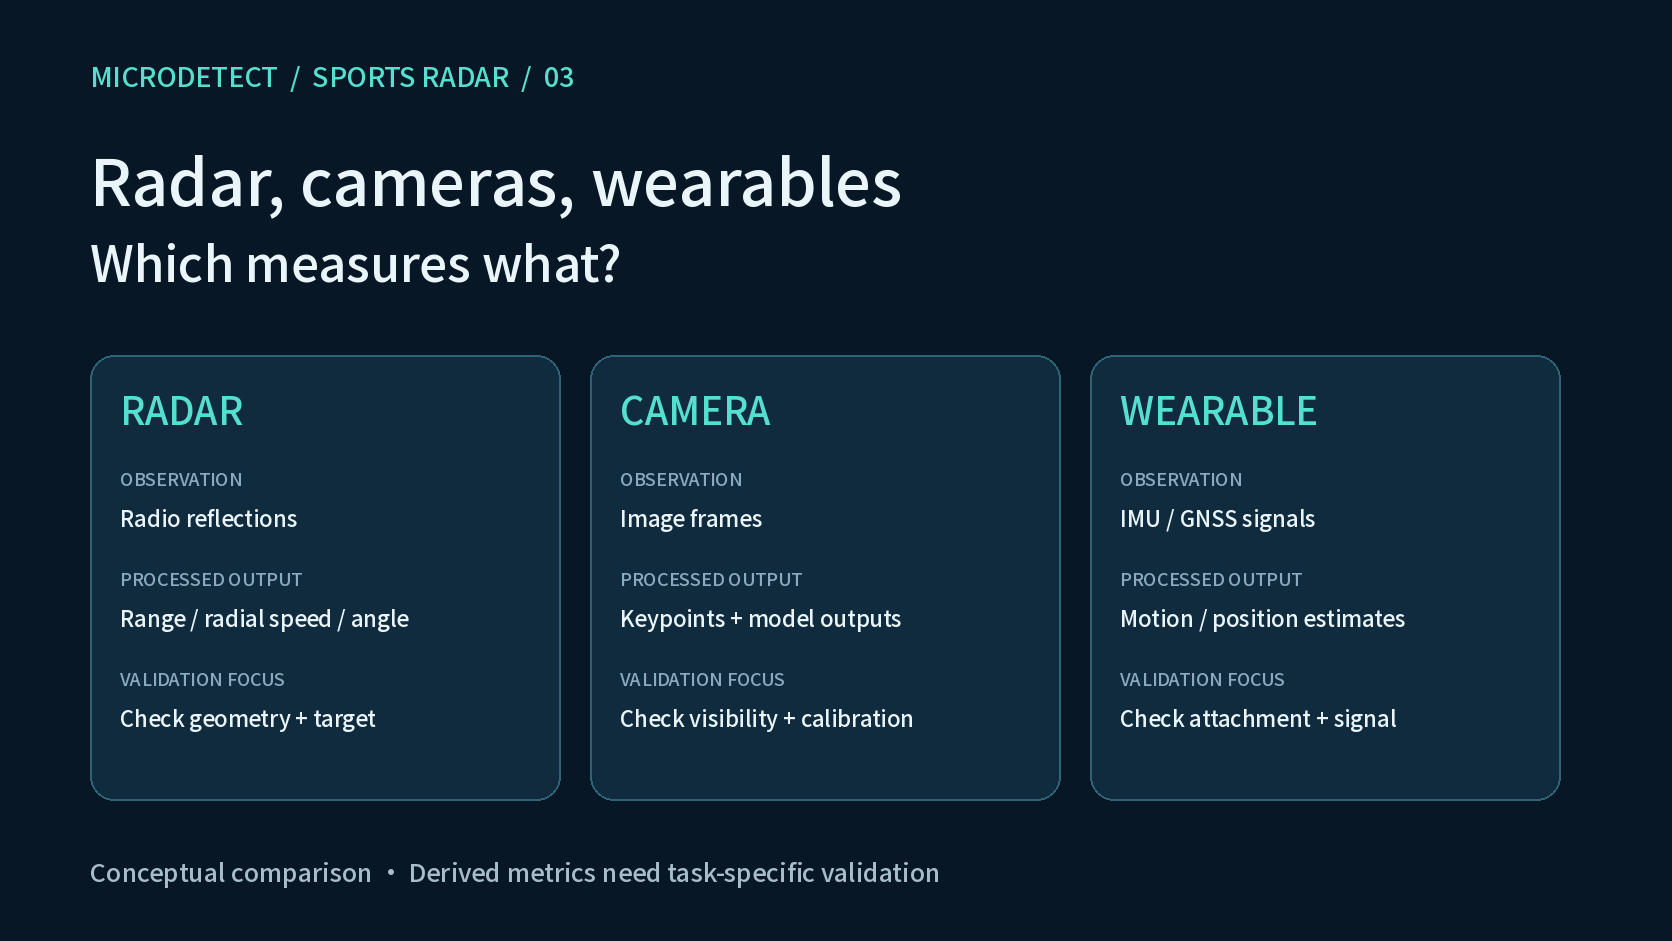 MICRODETECT / SPORTS RADAR / 03
Radar, cameras, wearables
Which measures what?
RADAR
OBSERVATION
Radio reflections
PROCESSED OUTPUT
Range / radial speed / angle
VALIDATION FOCUS
Check geometry + target
CAMERA
OBSERVATION
Image frames
PROCESSED OUTPUT
Keypoints + model outputs
VALIDATION FOCUS
Check visibility + calibration
WEARABLE
OBSERVATION
IMU / GNSS signals
PROCESSED OUTPUT
Motion / position estimates
VALIDATION FOCUS
Check attachment + signal
Conceptual comparison • Derived metrics need task-specific validation